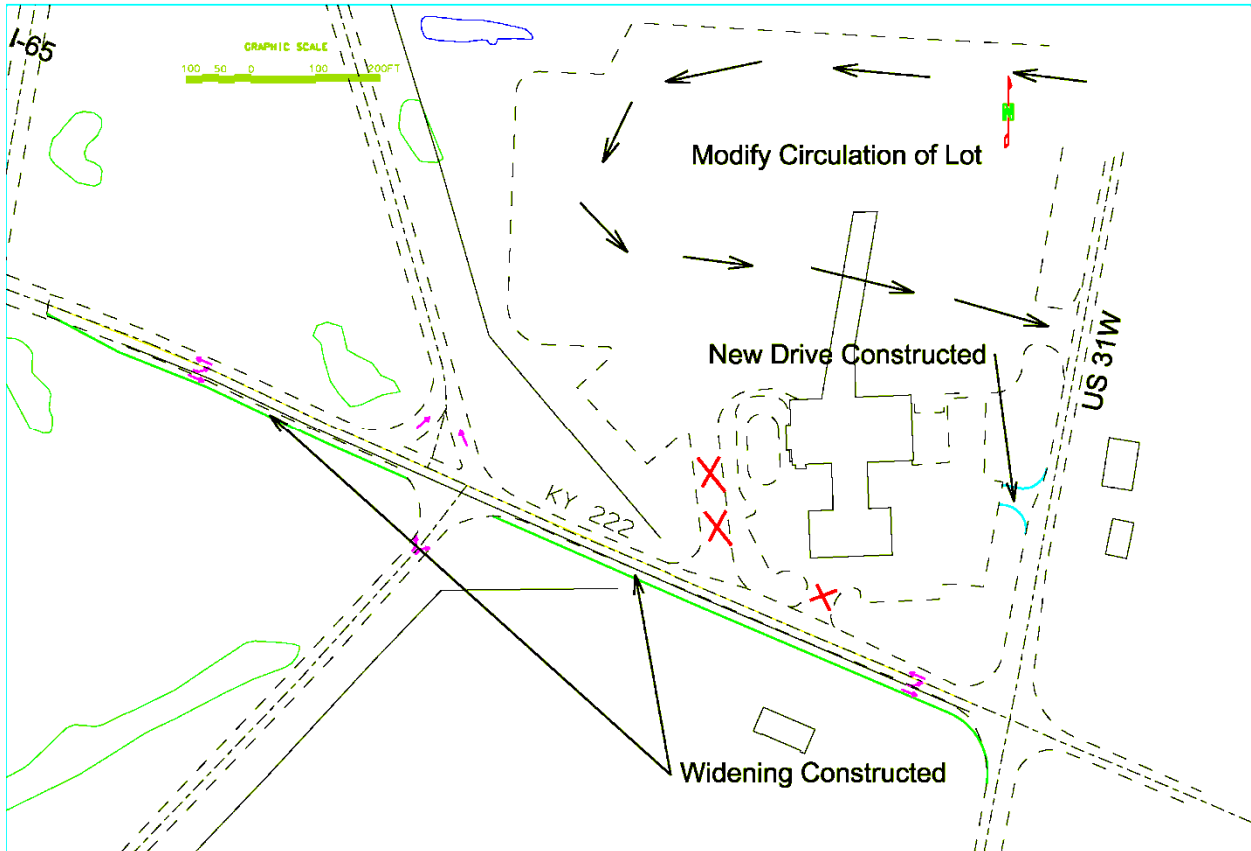 I-65
GRAPHIC SCALE
100 50 0 100 200FT
Modify Circulation of Lot
New Drive Constructed
US 31W
KY 222
Widening Constructed